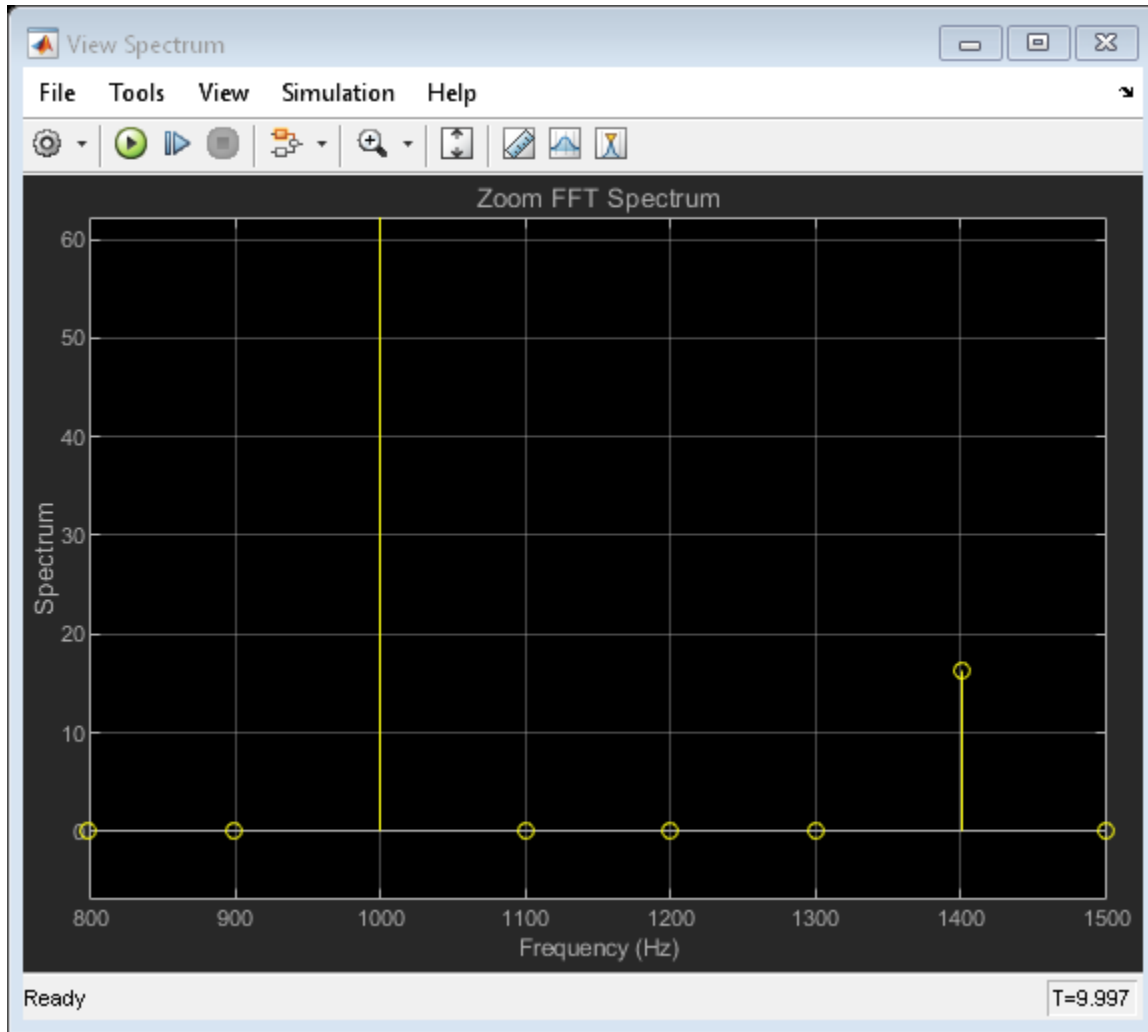 View Spectrum
File Tools View Simulation Help
Zoom FFT Spectrum
60
50
40
30
20
10
0
Spectrum
800 900 1000 1100 1200 1300 1400 1500
Frequency (Hz)
Ready T=9.997